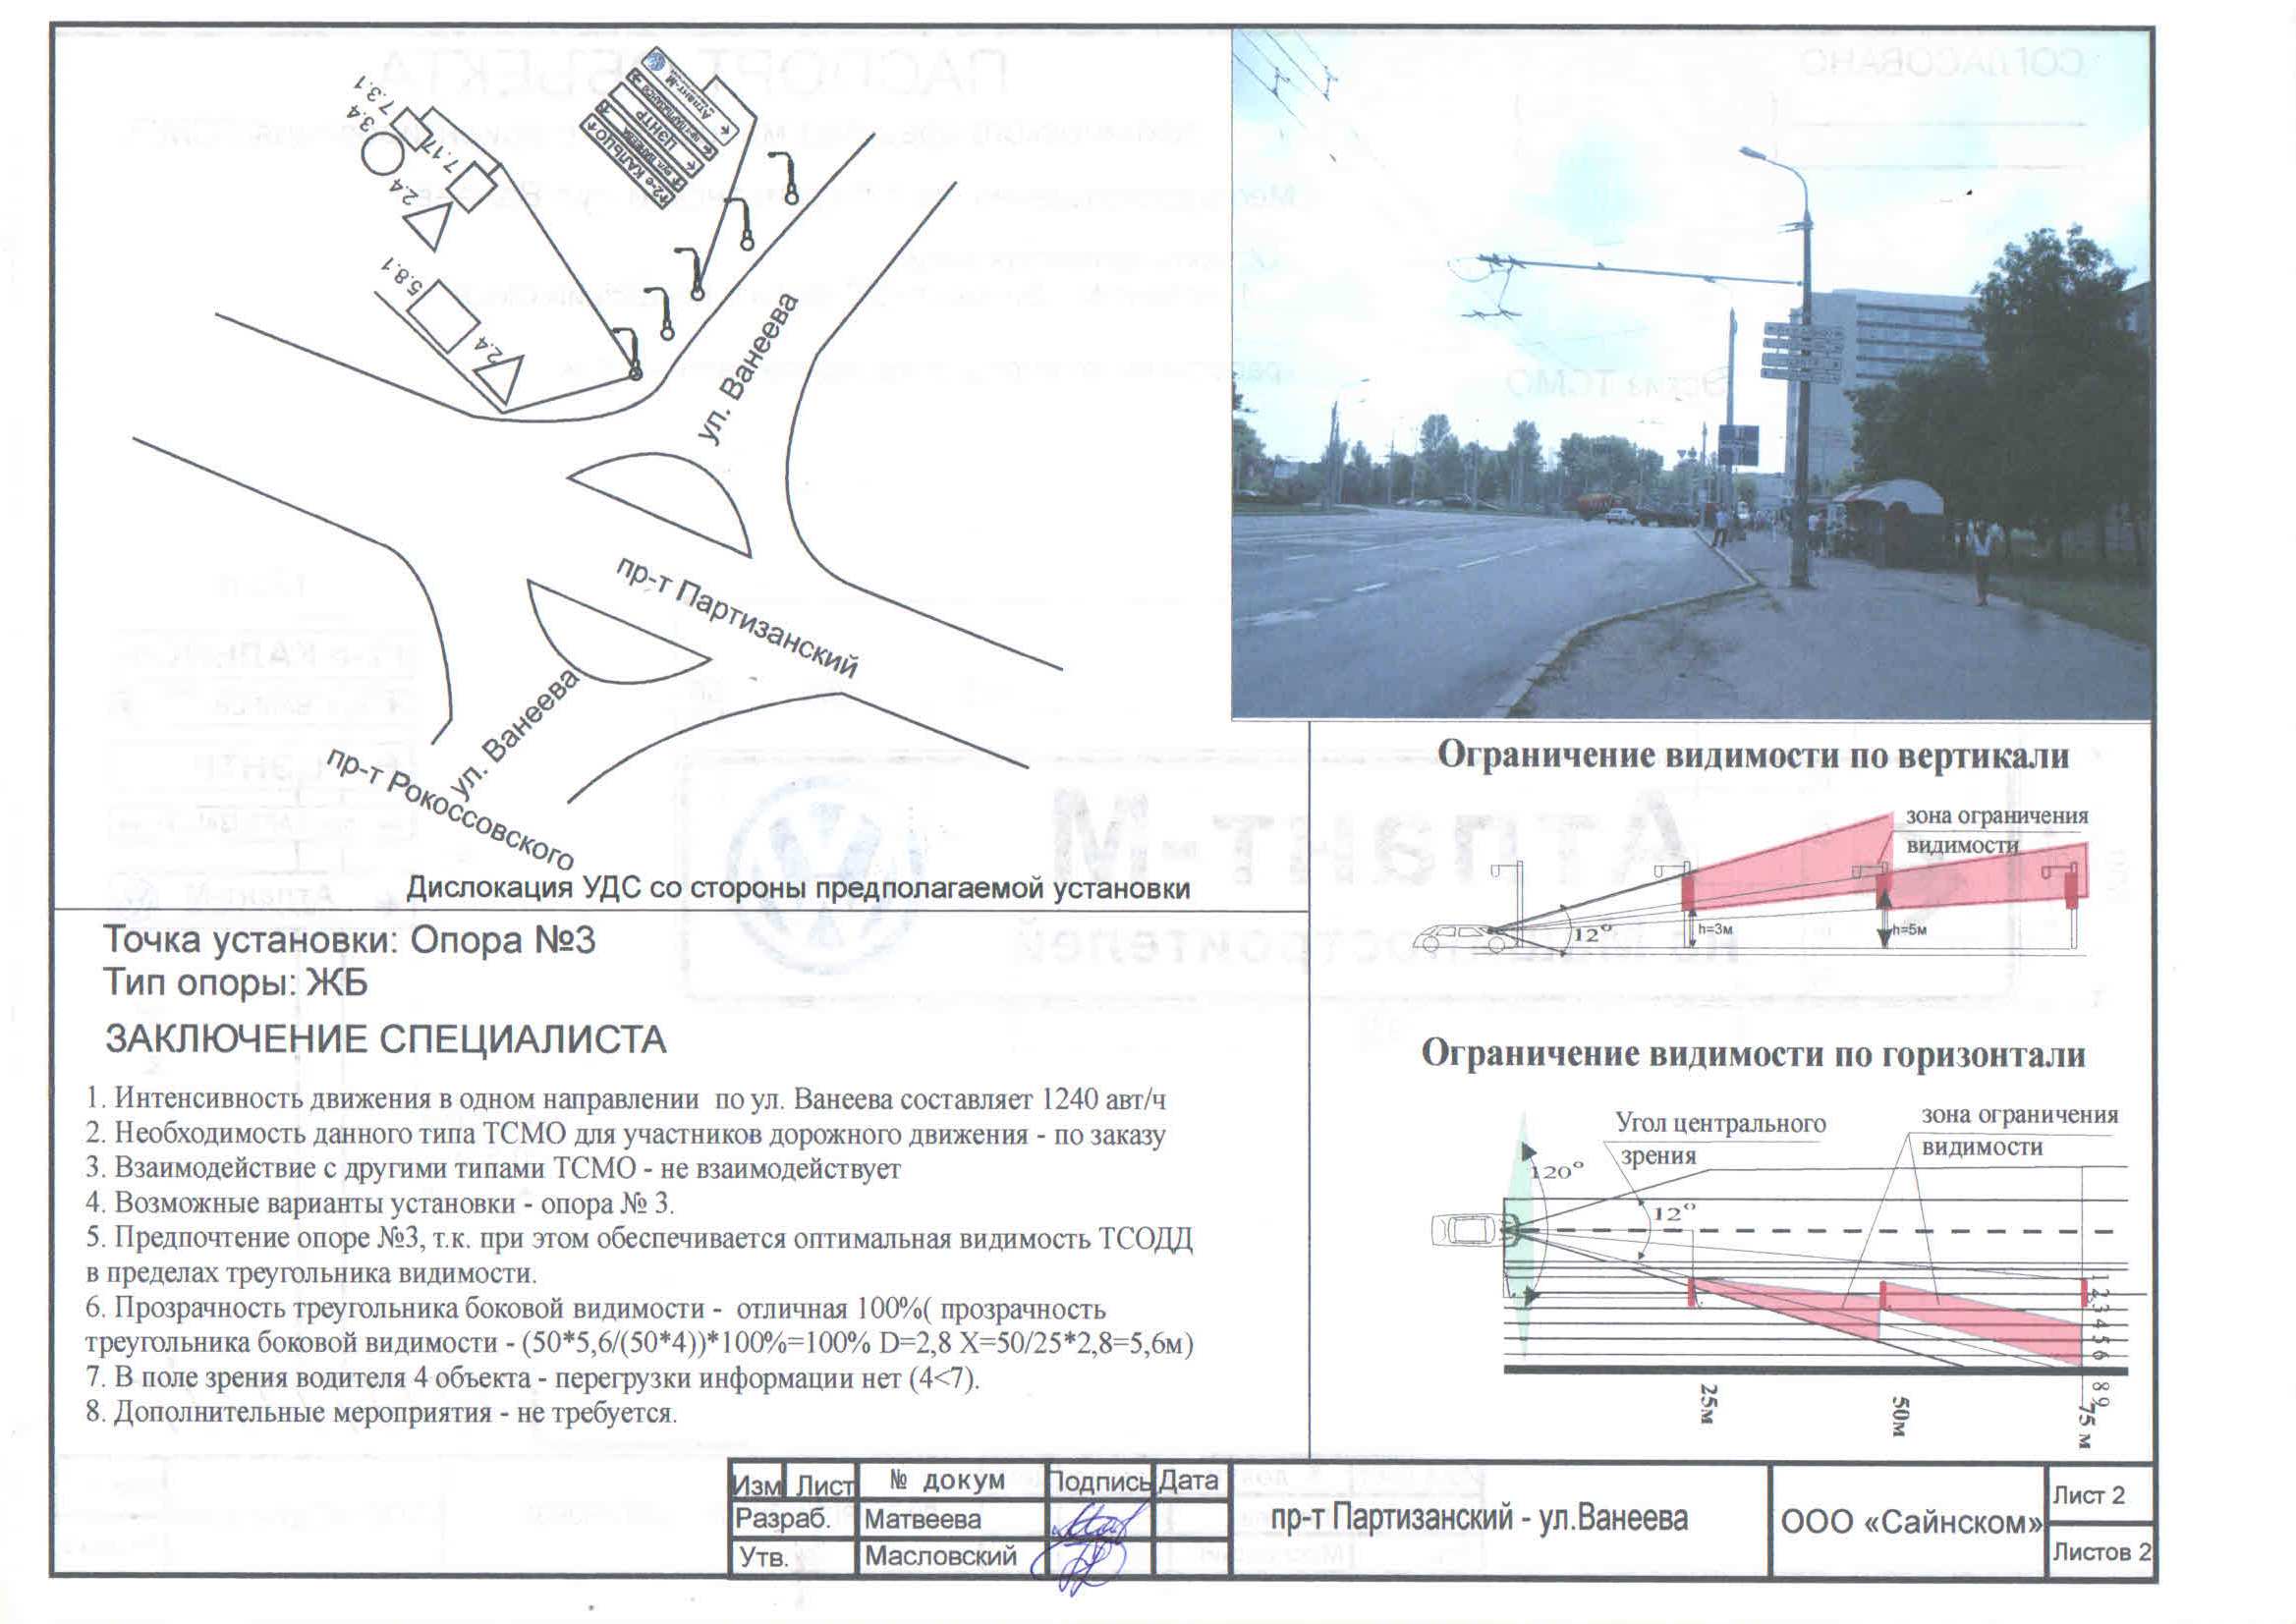 7.3.1
3.4
7.17
2.4
5.8.1
2.4
Р2-е КАЛЬЦО
ЦЭНТР
Атлант-М
ул. Ванеева
пр-т Партизанский
ул. Ванеева
пр-т Рокоссовского
Дислокация УДС со стороны предполагаемой установки
Точка установки: Опора №3
Тип опоры: ЖБ
ЗАКЛЮЧЕНИЕ СПЕЦИАЛИСТА
1. Интенсивность движения в одном направлении по ул. Ванеева составляет 1240 авт/ч
2. Необходимость данного типа ТСМО для участников дорожного движения - по заказу
3. Взаимодействие с другими типами ТСМО - не взаимодействует
4. Возможные варианты установки - опора № 3.
5. Предпочтение опоре №3, т.к. при этом обеспечивается оптимальная видимость ТСОДД
в пределах треугольника видимости.
6. Прозрачность треугольника боковой видимости - отличная 100%( прозрачность
треугольника боковой видимости - (50*5,6/(50*4))*100%=100% D=2,8 X=50/25*2,8=5,6м)
7. В поле зрения водителя 4 объекта - перегрузки информации нет (4<7).
8. Дополнительные мероприятия - не требуется.
Ограничение видимости по вертикали
зона ограничения
видимости
12°
h=3м
h=5м
Ограничение видимости по горизонтали
Угол центрального
зрения
зона ограничения
видимости
120°
12°
1 2 3 4 5 6 8 9
25м
50м
75 м
Изм Лист № докум Подпись Дата
Разраб. Матвеева
Утв. Масловский
пр-т Партизанский - ул.Ванеева
ООО «Сайнском»
Лист 2
Листов 2